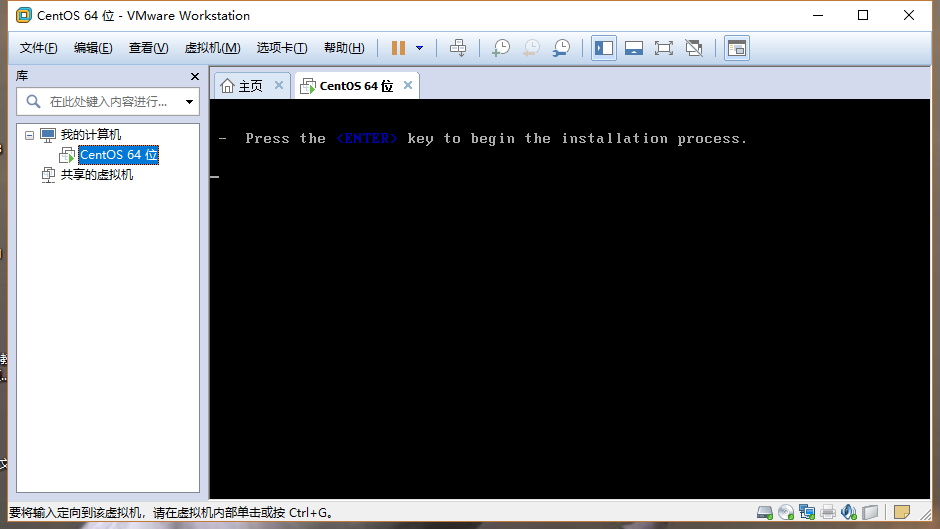 CentOS 64 位 - VMware Workstation
文件(F) 编辑(E) 查看(V) 虚拟机(M) 选项卡(T) 帮助(H)
库
在此处键入内容进行...
我的计算机
CentOS 64 位
共享的虚拟机
主页 CentOS 64 位
- Press the <ENTER> key to begin the installation process.
要将输入定向到该虚拟机，请在虚拟机内部单击或按 Ctrl+G。